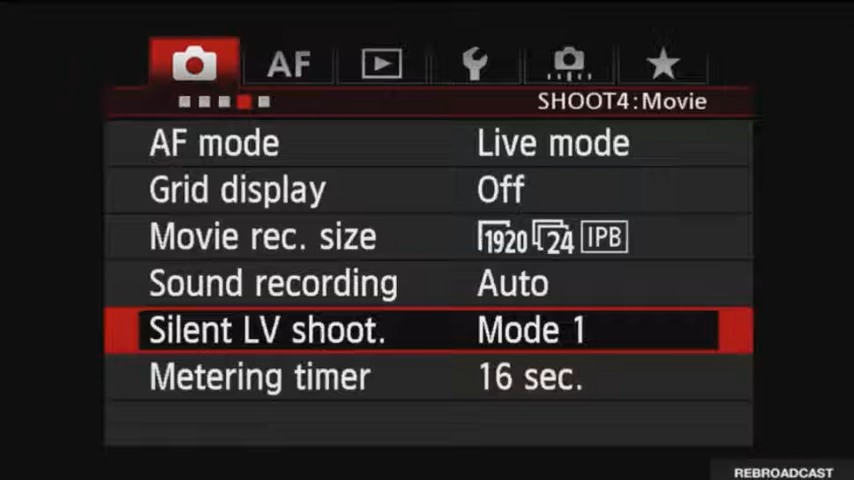 AF
SHOOT4:Movie
AF mode Live mode
Grid display Off
Movie rec. size 1920 24 IPB
Sound recording Auto
Silent LV shoot. Mode 1
Metering timer 16 sec.
REBROADCAST